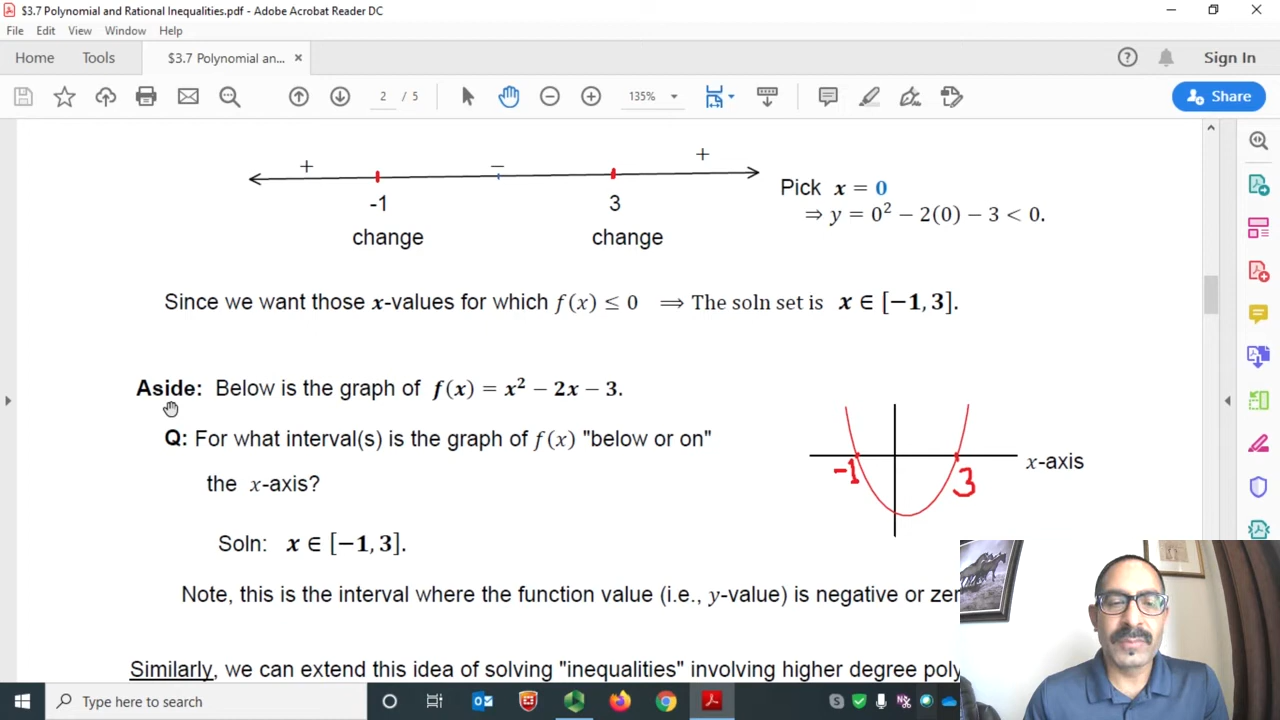 $3.7 Polynomial and Rational Inequalities.pdf - Adobe Acrobat Reader DC
File Edit View Window Help
Home Tools $3.7 Polynomial an... ×
Sign In
2 / 5 135% Share
+ − +
-1 3
change change
Pick x = 0
⇒ y = 0² − 2(0) − 3 < 0.
Since we want those x-values for which f(x) ≤ 0 ⟹ The soln set is x ∈ [−1, 3].
Aside: Below is the graph of f(x) = x² − 2x − 3.
Q: For what interval(s) is the graph of f(x) "below or on"
the x-axis?
x-axis
-1 3
Soln: x ∈ [−1, 3].
Note, this is the interval where the function value (i.e., y-value) is negative or zer
Similarly, we can extend this idea of solving "inequalities" involving higher degree poly
Type here to search